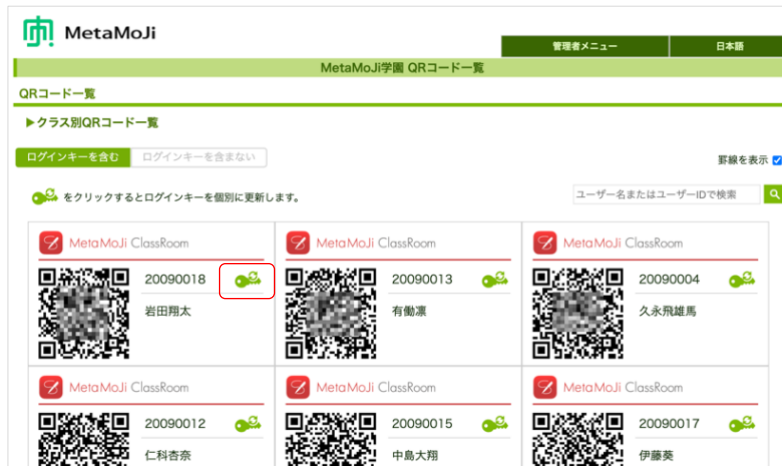 MetaMoJi
管理者メニュー 日本語
MetaMoJi学園 QRコード一覧
QRコード一覧
▶クラス別QRコード一覧
ログインキーを含む ログインキーを含まない
罫線を表示
をクリックするとログインキーを個別に更新します。
ユーザー名またはユーザーIDで検索
MetaMoJi ClassRoom MetaMoJi ClassRoom MetaMoJi ClassRoom
20090018 20090013 20090004
岩田翔太 有働凛 久永飛雄馬
MetaMoJi ClassRoom MetaMoJi ClassRoom MetaMoJi ClassRoom
20090012 20090015 20090017
仁科杏奈 中島大翔 伊藤葵